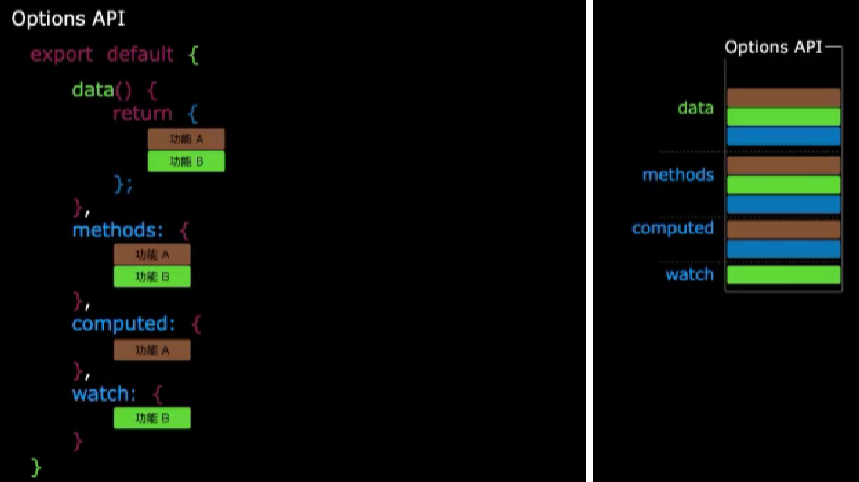 Options API
export default {
data() {
return {
功能 A
功能 B
};
},
methods: {
功能 A
功能 B
},
computed: {
功能 A
},
watch: {
功能 B
}
}
Options API
data
methods
computed
watch